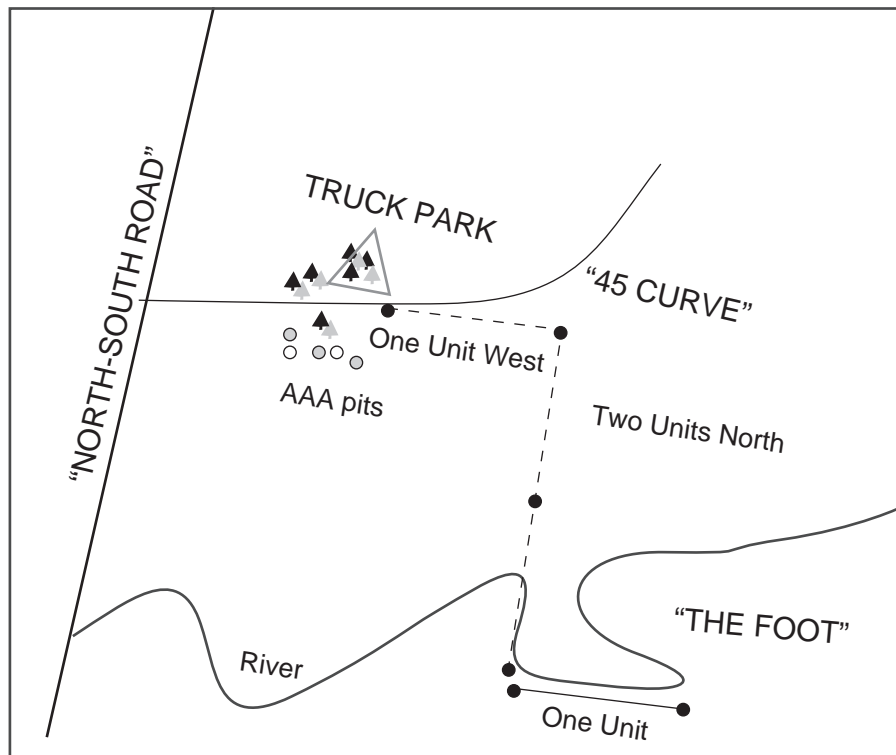 “NORTH-SOUTH ROAD”
TRUCK PARK
“45 CURVE”
One Unit West
AAA pits
Two Units North
“THE FOOT”
River
One Unit